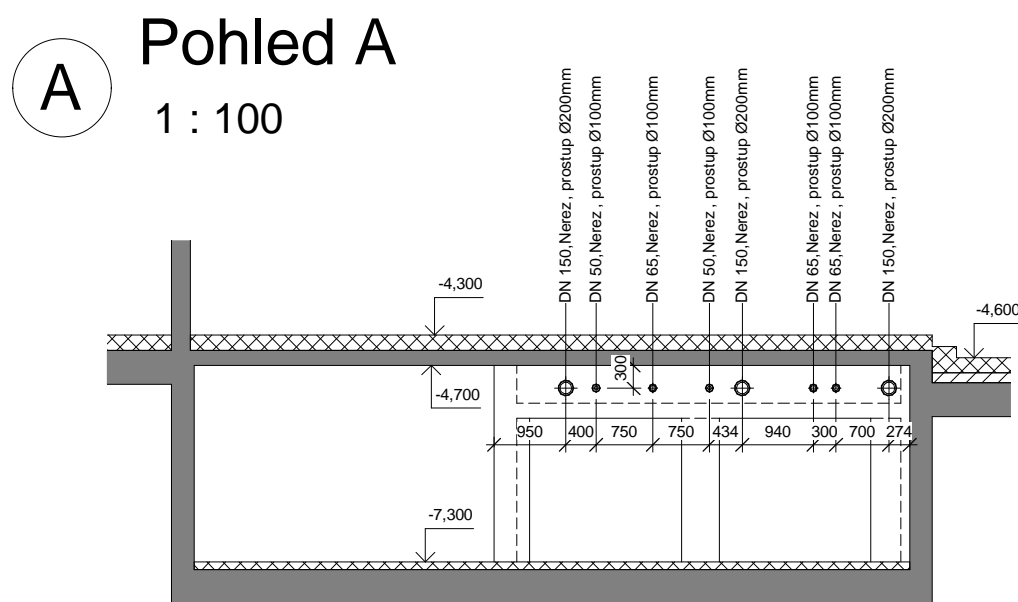 A
Pohled A
1 : 100
DN 150,Nerez, prostup Ø200mm
DN 50,Nerez, prostup Ø100mm
DN 65,Nerez, prostup Ø100mm
DN 50,Nerez, prostup Ø100mm
DN 150,Nerez, prostup Ø200mm
DN 65,Nerez, prostup Ø100mm
DN 65,Nerez, prostup Ø100mm
DN 150,Nerez, prostup Ø200mm
-4,300
-4,600
300
-4,700
950 400 750 750 434 940 300 700 274
-7,300